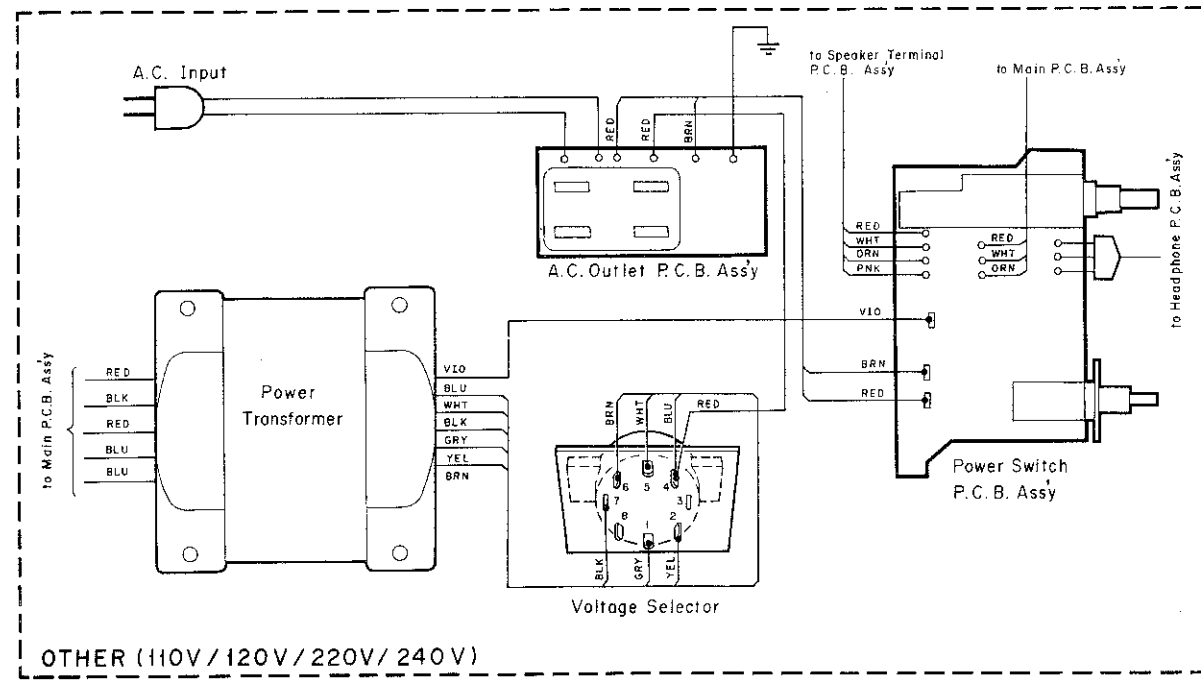 A.C. Input
to Speaker Terminal
P.C.B. Ass'y
to Main P.C.B. Ass'y
RED
RED
BRN
A.C. Outlet P.C.B. Ass'y
RED
WHT
ORN
PNK
RED
WHT
ORN
to Headphone P.C.B. Ass'y
VIO
BRN
RED
Power Switch
P.C.B. Ass'y
to Main P.C.B. Ass'y
RED
BLK
RED
BLU
BLU
Power
Transformer
VIO
BLU
WHT
BLK
GRY
YEL
BRN
BRN
WHT
BLU
RED
6
5
4
7
3
8
1
2
BLK
GRY
YEL
Voltage Selector
OTHER (110V/120V/220V/240V)